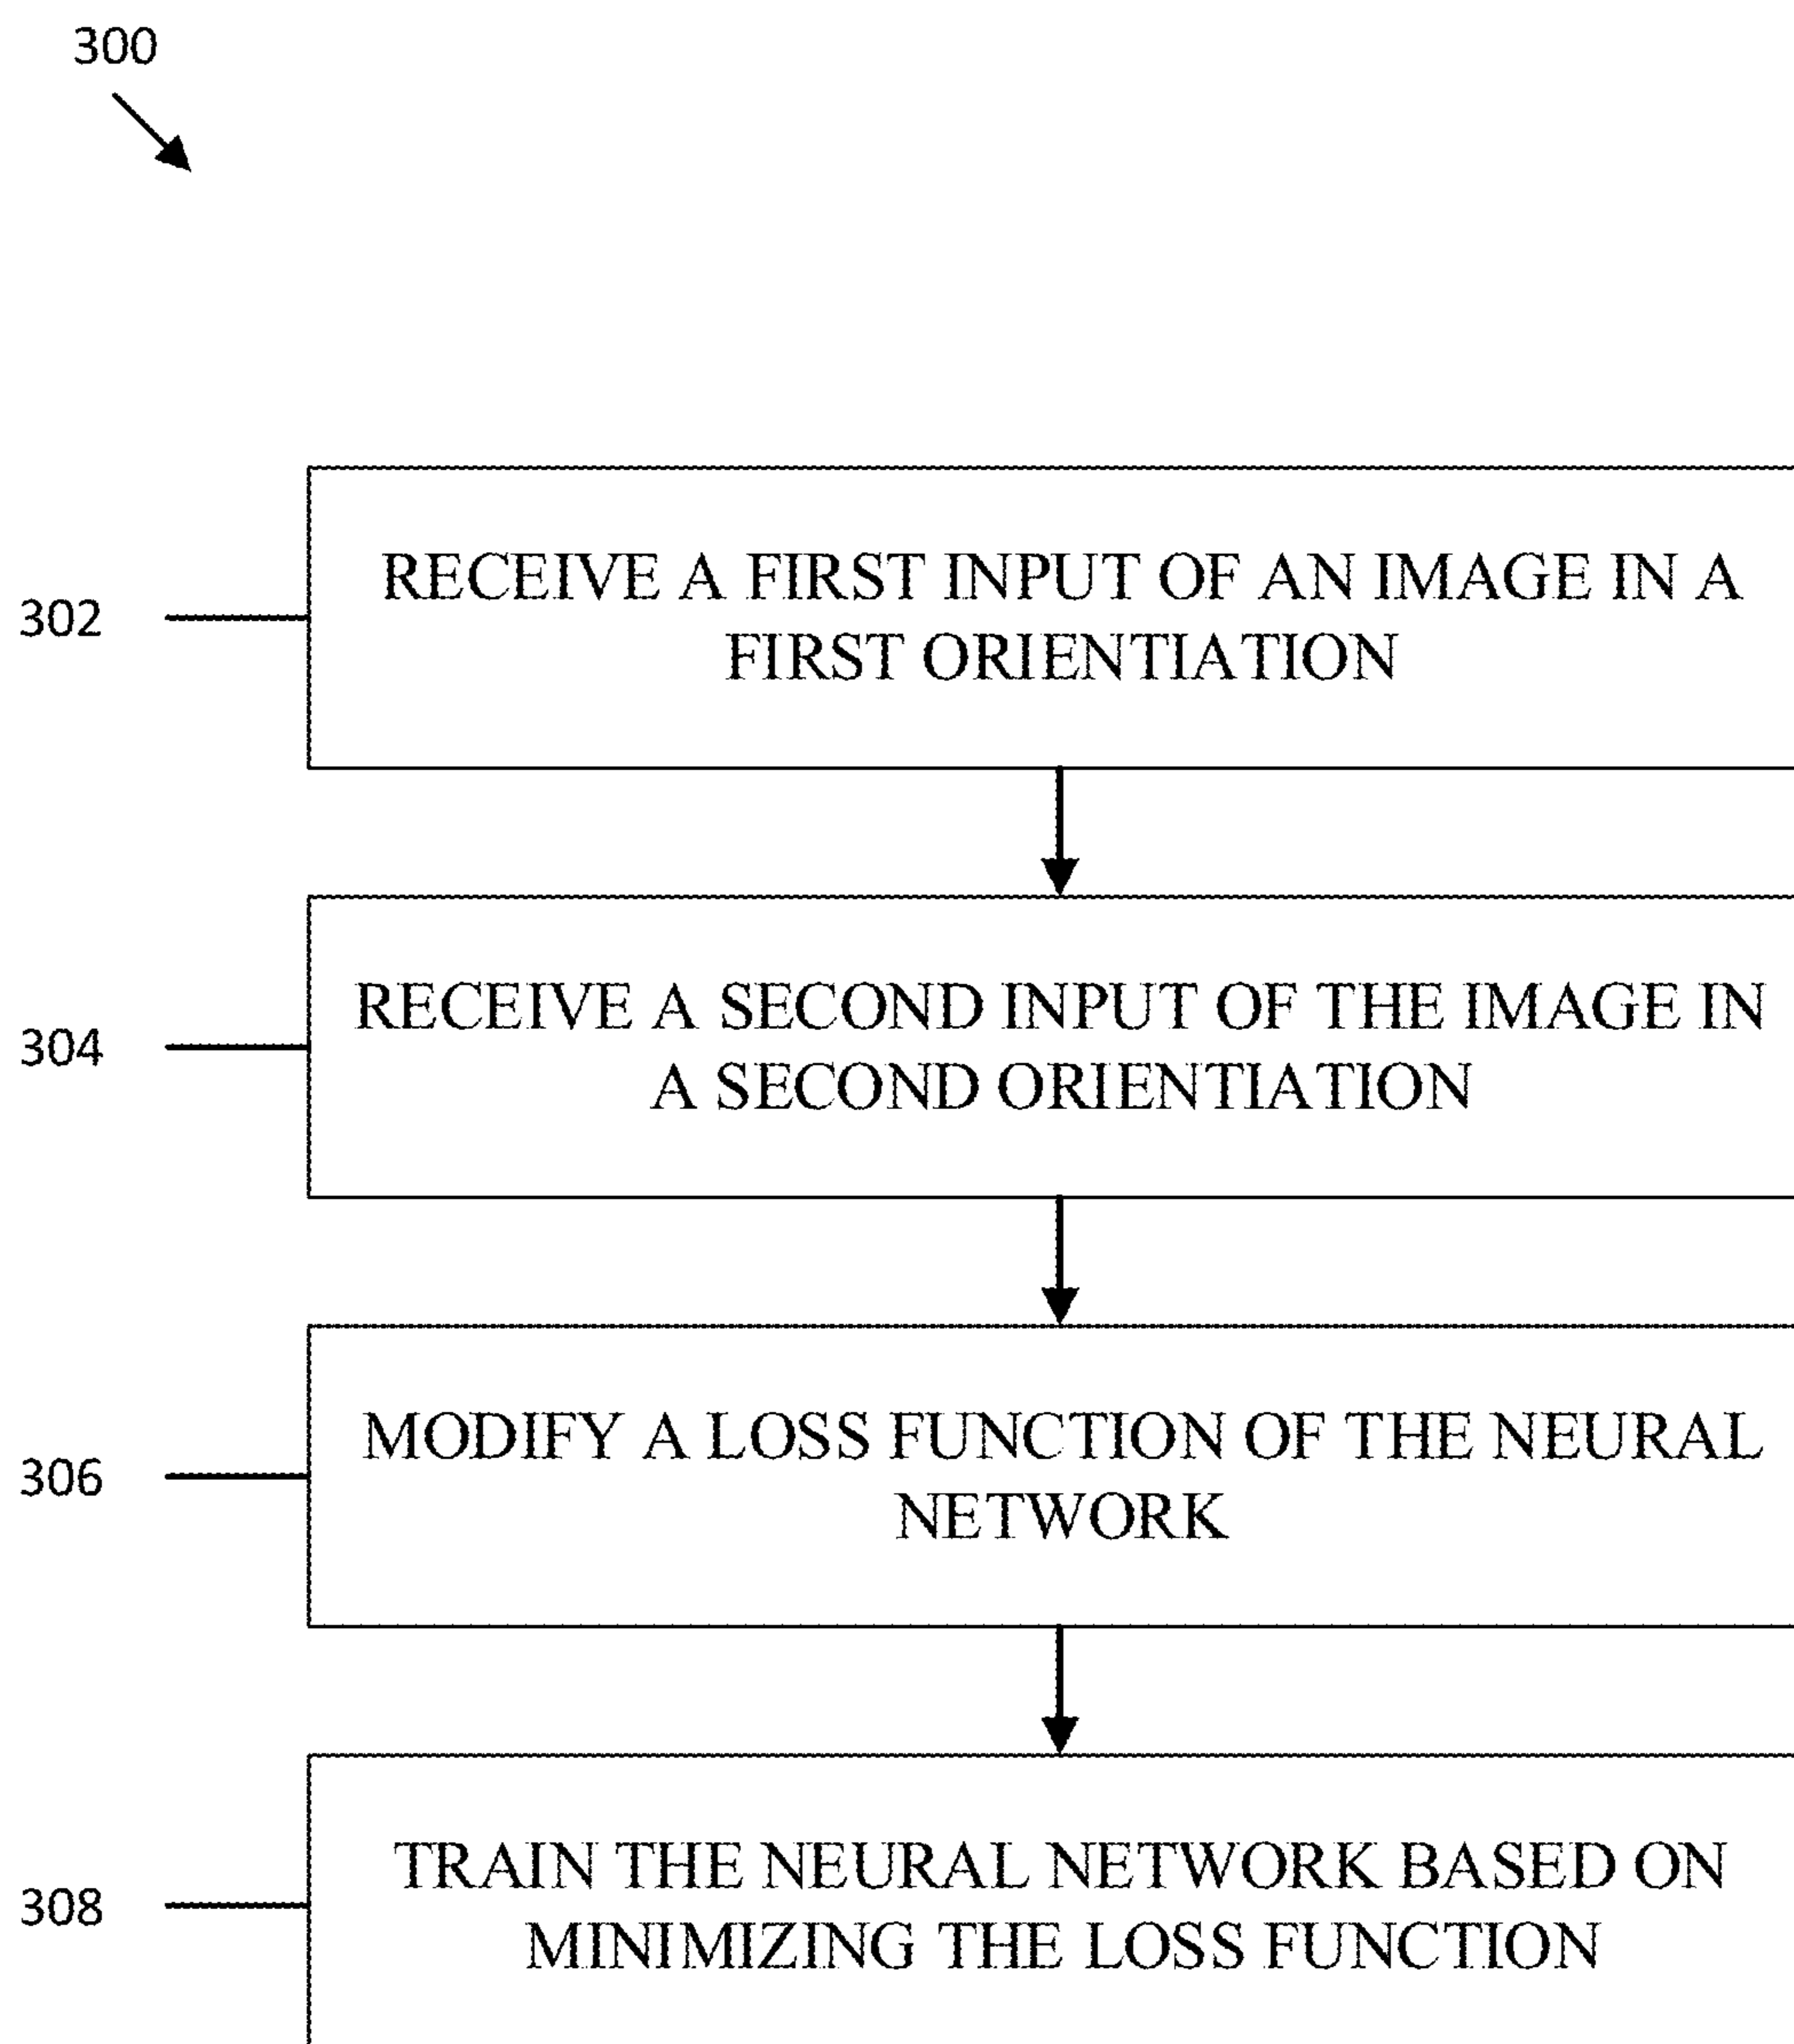 300
302
RECEIVE A FIRST INPUT OF AN IMAGE IN A
FIRST ORIENTIATION
304
RECEIVE A SECOND INPUT OF THE IMAGE IN
A SECOND ORIENTIATION
306
MODIFY A LOSS FUNCTION OF THE NEURAL
NETWORK
308
TRAIN THE NEURAL NETWORK BASED ON
MINIMIZING THE LOSS FUNCTION